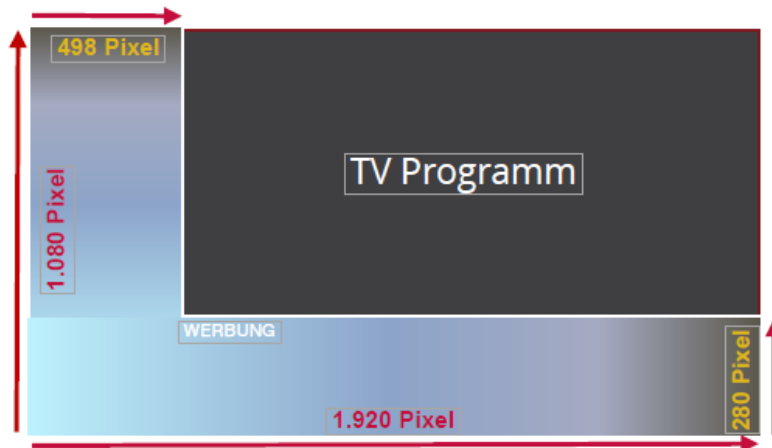 498 Pixel
TV Programm
1.080 Pixel
WERBUNG
280 Pixel
1.920 Pixel